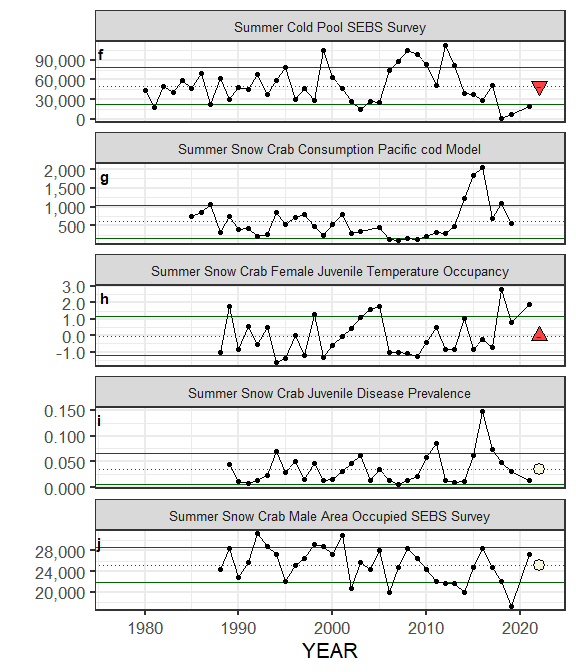 Summer Cold Pool SEBS Survey
f
90,000
60,000
30,000
0
Summer Snow Crab Consumption Pacific cod Model
g
2,000
1,500
1,000
500
Summer Snow Crab Female Juvenile Temperature Occupancy
h
3.0
2.0
1.0
0.0
-1.0
Summer Snow Crab Juvenile Disease Prevalence
i
0.150
0.100
0.050
0.000
Summer Snow Crab Male Area Occupied SEBS Survey
j
28,000
24,000
20,000
1980 1990 2000 2010 2020
YEAR